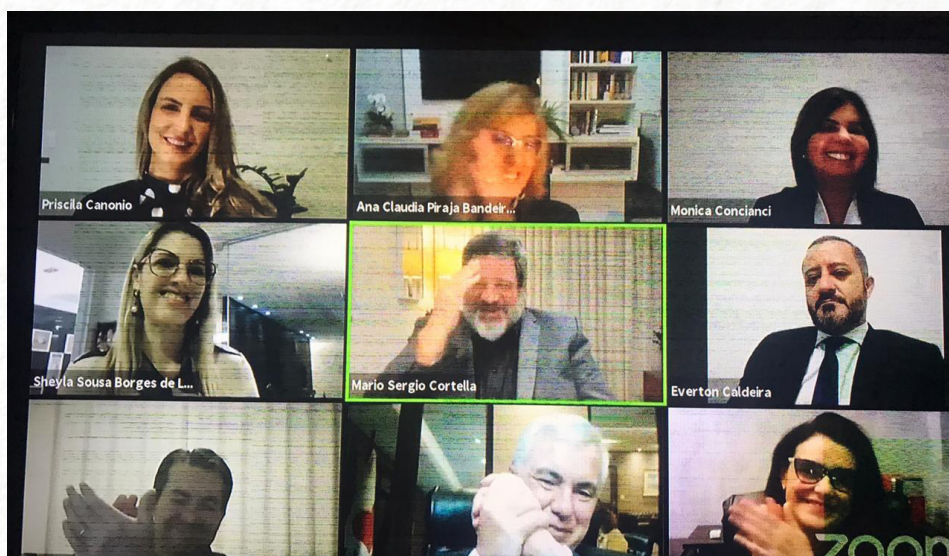 Priscila Canonio
Ana Claudia Piraja Bandeir...
Monica Concianci
Sheyla Sousa Borges de L...
Mario Sergio Cortella
Everton Caldeira
zoom